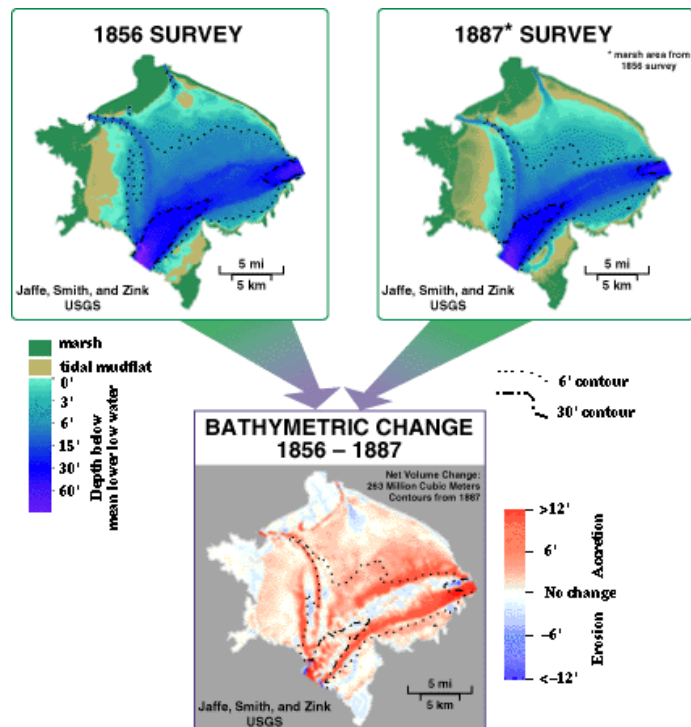 1856 SURVEY
5 mi
5 km
Jaffe, Smith, and Zink
USGS
1887* SURVEY
* marsh area from
1856 survey
5 mi
5 km
Jaffe, Smith, and Zink
USGS
marsh
tidal mudflat
0'
3'
6'
15'
30'
60'
Depth below
mean lower low water
6' contour
30' contour
BATHYMETRIC CHANGE
1856 – 1887
Net Volume Change:
263 Million Cubic Meters
Contours from 1887
5 mi
5 km
Jaffe, Smith, and Zink
USGS
>12'
6'
No change
–6'
<–12'
Accretion
Erosion